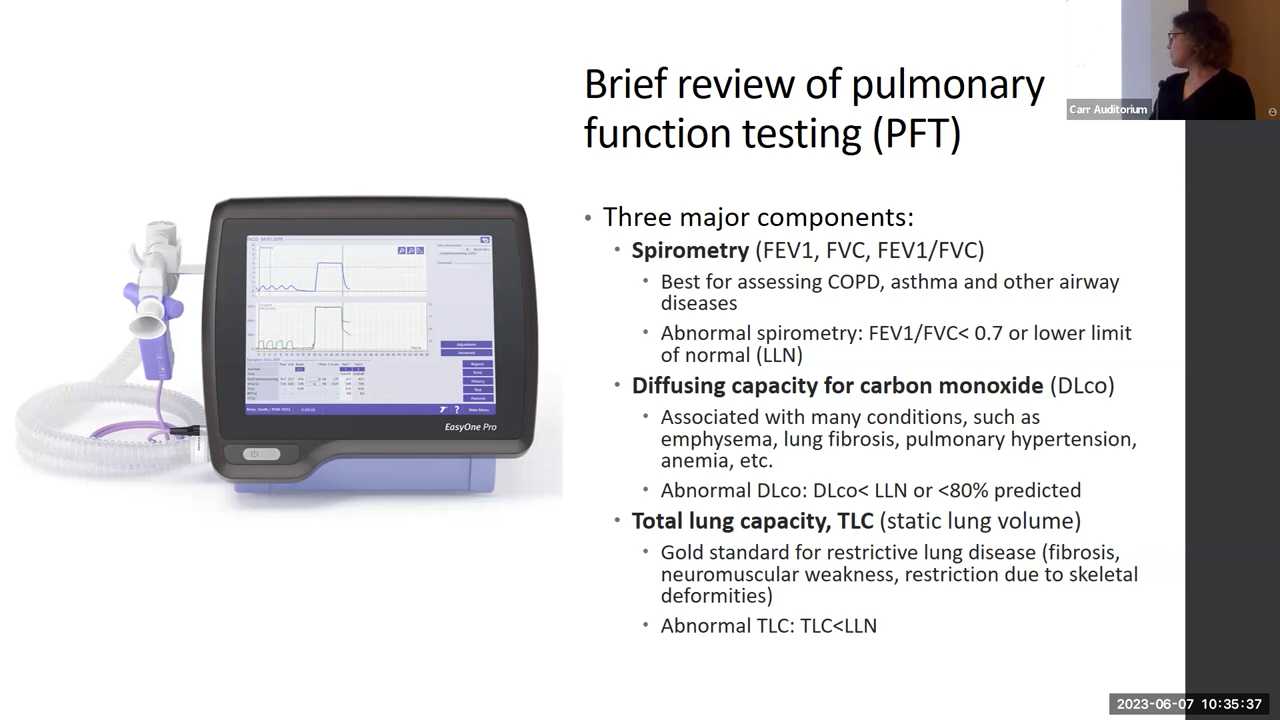 Brief review of pulmonary
function testing (PFT)
Carr Auditorium
• Three major components:
• Spirometry (FEV1, FVC, FEV1/FVC)
• Best for assessing COPD, asthma and other airway
diseases
• Abnormal spirometry: FEV1/FVC< 0.7 or lower limit
of normal (LLN)
• Diffusing capacity for carbon monoxide (DLco)
• Associated with many conditions, such as
emphysema, lung fibrosis, pulmonary hypertension,
anemia, etc.
• Abnormal DLco: DLco< LLN or <80% predicted
• Total lung capacity, TLC (static lung volume)
• Gold standard for restrictive lung disease (fibrosis,
neuromuscular weakness, restriction due to skeletal
deformities)
• Abnormal TLC: TLC<LLN
EasyOne Pro
Main Menu
2023-06-07 10:35:37